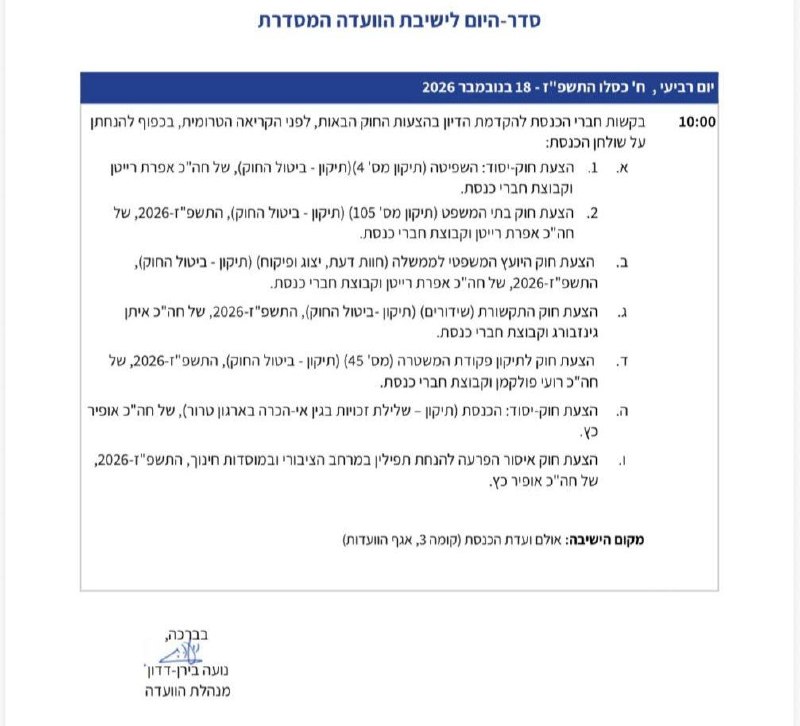 סדר-היום לישיבת הוועדה המסדרת
יום רביעי , ח' כסלו התשפ"ז - 18 בנובמבר 2026
10:00 בקשות חברי הכנסת להקדמת הדיון בהצעות החוק הבאות, לפני הקריאה הטרומית, בכפוף להנחתן
על שולחן הכנסת:
א. 1. הצעת חוק-יסוד: השפיטה (תיקון מס' 4)(תיקון - ביטול החוק), של חה"כ אפרת רייטן
וקבוצת חברי כנסת.
2. הצעת חוק בתי המשפט (תיקון מס' 105) (תיקון - ביטול החוק), התשפ"ז-2026, של
חה"כ אפרת רייטן וקבוצת חברי כנסת.
ב. הצעת חוק היועץ המשפטי לממשלה (חוות דעת, יצוג ופיקוח) (תיקון - ביטול החוק),
התשפ"ז-2026, של חה"כ אפרת רייטן וקבוצת חברי כנסת.
ג. הצעת חוק התקשורת (שידורים) (תיקון -ביטול החוק), התשפ"ז-2026, של חה"כ איתן
גינזבורג וקבוצת חברי כנסת.
ד. הצעת חוק לתיקון פקודת המשטרה (מס' 45) (תיקון - ביטול החוק), התשפ"ז-2026, של
חה"כ רועי פולקמן וקבוצת חברי כנסת.
ה. הצעת חוק-יסוד: הכנסת (תיקון – שלילת זכויות בגין אי-הכרה בארגון טרור), של חה"כ אופיר
כץ.
ו. הצעת חוק איסור הפרעה להנחת תפילין במרחב הציבורי ובמוסדות חינוך, התשפ"ז-2026,
של חה"כ אופיר כץ.
מקום הישיבה: אולם ועדת הכנסת (קומה 3, אגף הוועדות)
בברכה,
נועה בירן-דדון
מנהלת הוועדה